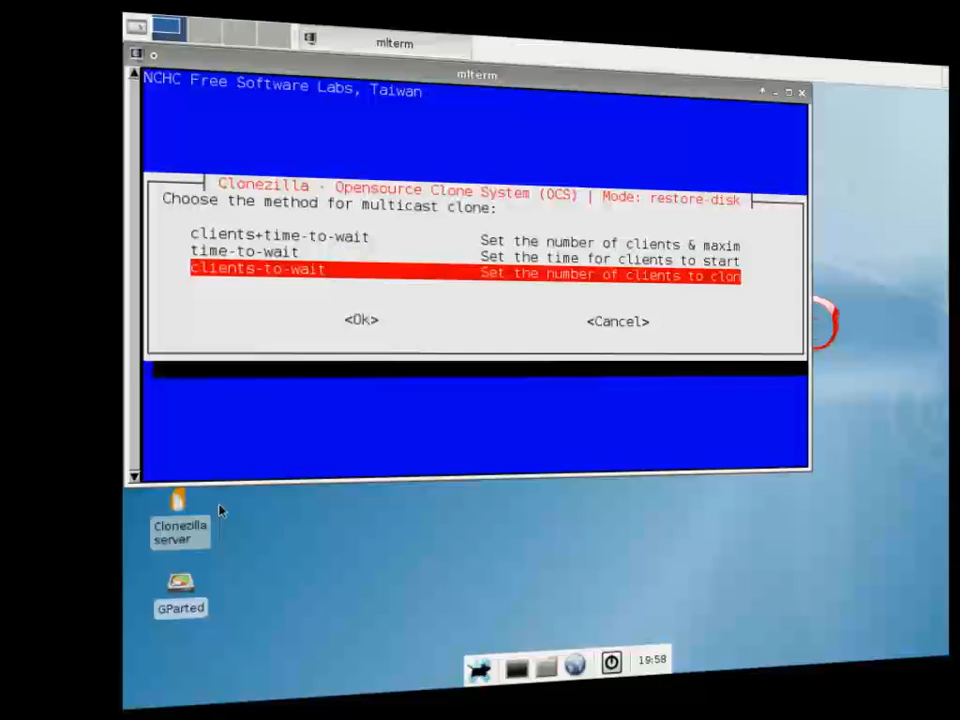 mlterm
mlterm
NCHC Free Software Labs, Taiwan
Clonezilla - Opensource Clone System (OCS) | Mode: restore-disk
Choose the method for multicast clone:
clients+time-to-wait Set the number of clients & maxim
time-to-wait Set the time for clients to start
clients-to-wait Set the number of clients to clon
<Ok> <Cancel>
Clonezilla
server
GParted
19:58